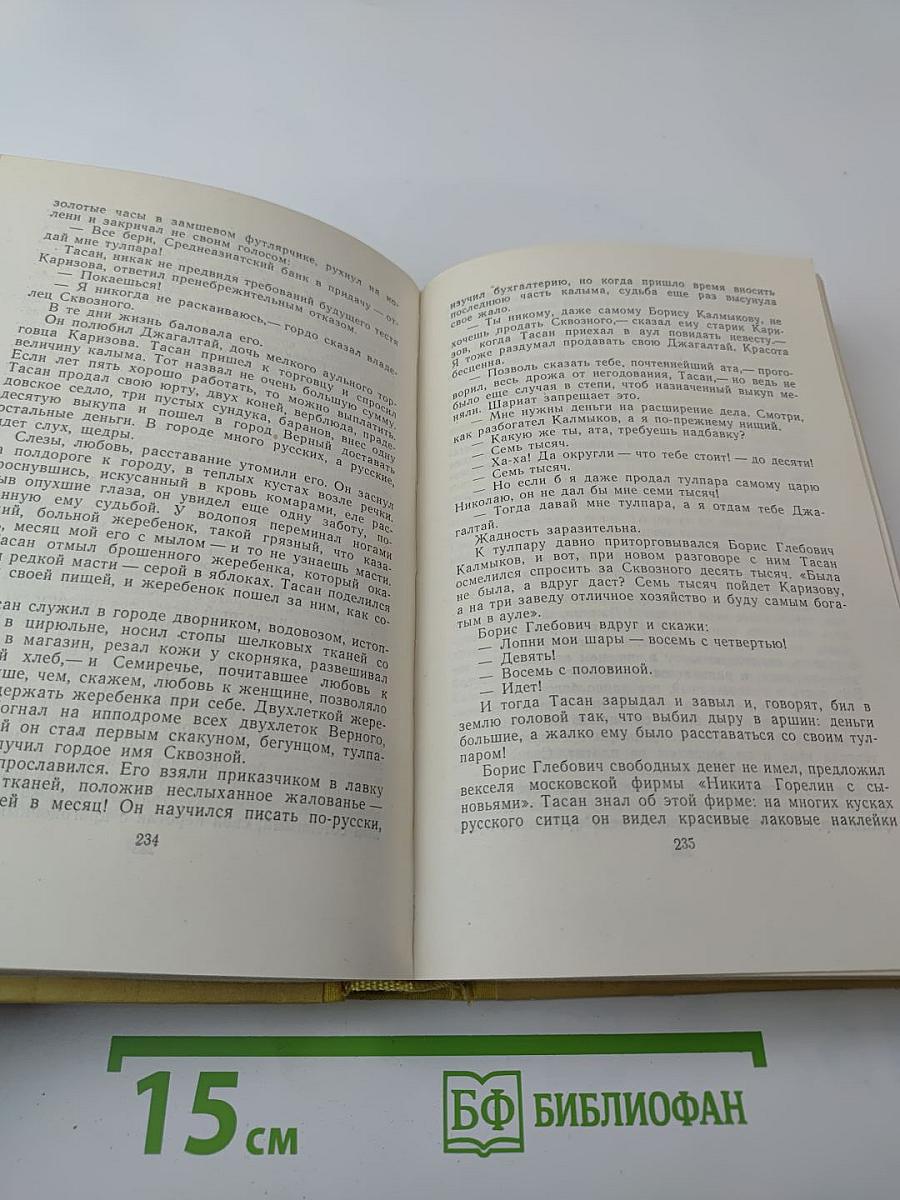 золотые часы в замшевом футлярчике, рухнул на ко-
лени и закричал не своим голосом:
— Все бери, Среднеазиатский банк в придачу — от-
дай мне тулпара!
Тасан, никак не предвидя требований будущего тестя
Каризова, ответил пренебрежительным отказом.
— Покаешься!
— Я никогда не раскаиваюсь,— гордо сказал владе-
лец Сквозного.
В те дни жизнь баловала его.
Он полюбил Джагалтай, дочь мелкого аульного тор-
говца Каризова. Тасан пришел к торговцу и спросил
величину калыма. Тот назвал не очень большую сумму.
Если лет пять хорошо работать, то можно выплатить.
Тасан продал свою юрту, двух коней, верблюда, праде-
довское седло, три пустых сундука, баранов, внес одну
десятую выкупа и пошел в город Верный доставать
остальные деньги. В городе много русских, а русские,
идет слух, щедры.
Слезы, любовь, расставание утомили его. Он заснул
а полдороге к городу, в теплых кустах возле речки.
роснувшись, искусанный в кровь комарами, еле рас-
ыв опухшие глаза, он увидел еще одну заботу, по-
анную ему судьбой. У водопоя переминал ногами
ий, больной жеребенок, такой грязный, что каза-
ь, месяц мой его с мылом — и то не узнаешь масти.
асан отмыл брошенного жеребенка, который ока-
я редкой масти — серой в яблоках. Тасан поделился
своей пищей, и жеребенок пошел за ним, как со-
сан служил в городе дворником, водовозом, истоп-
в цирюльне, носил стопы шелковых тканей со
в магазин, резал кожи у скорняка, развешивал
й хлеб,— и Семиречье, почитавшее любовь к
ше, чем, скажем, любовь к женщине, позволяло
держать жеребенка при себе. Двухлеткой жере-
огнал на ипподроме всех двухлеток Верного,
й он стал первым скакуном, бегунцом, тулпа-
лучил гордое имя Сквозной.
прославился. Его взяли приказчиком в лавку
тканей, положив неслыханное жалованье —
ей в месяц! Он научился писать по-русски,
234
изучил бухгалтерию, но когда пришло время вносить
последнюю часть калыма, судьба еще раз высунула
свое жало.
— Ты никому, даже самому Борису Калмыкову, не
хочешь продать Сквозного,— сказал ему старик Кари-
зов, когда Тасан приехал в аул повидать невесту,—
Я тоже раздумал продавать свою Джагалтай. Красота
бесценна.
— Позволь сказать тебе, почтеннейший ата,— прого-
ворил, весь дрожа от негодования, Тасан,— но ведь не
было еще случая в степи, чтоб назначенный выкуп ме-
няли. Шариат запрещает это.
— Мне нужны деньги на расширение дела. Смотри,
как разбогател Калмыков, а я по-прежнему нищий.
— Какую же ты, ата, требуешь надбавку?
— Семь тысяч.
— Ха-ха! Да округли — что тебе стоит! — до десяти!
— Семь тысяч.
— Но если б я даже продал тулпара самому царю
Николаю, он не дал бы мне семи тысяч!
— Тогда давай мне тулпара, а я отдам тебе Джа-
галтай.
Жадность заразительна.
К тулпару давно приторговывался Борис Глебович
Калмыков, и вот, при новом разговоре с ним Тасан
осмелился спросить за Сквозного десять тысяч. «Была
не была, а вдруг даст? Семь тысяч пойдет Каризову,
а на три заведу отличное хозяйство и буду самым бога-
тым в ауле».
Борис Глебович вдруг и скажи:
— Лопни мои шары — восемь с четвертью!
— Девять!
— Восемь с половиной.
— Идет!
И тогда Тасан зарыдал и завыл и, говорят, бил в
землю головой так, что выбил дыру в аршин: деньги
большие, а жалко ему было расставаться со своим тул-
паром!
Борис Глебович свободных денег не имел, предложил
векселя московской фирмы «Никита Горелин с сы-
новьями». Тасан знал об этой фирме: на многих кусках
русского ситца он видел красивые лаковые наклейки
235
15 см
БФ БИБЛИОФАН